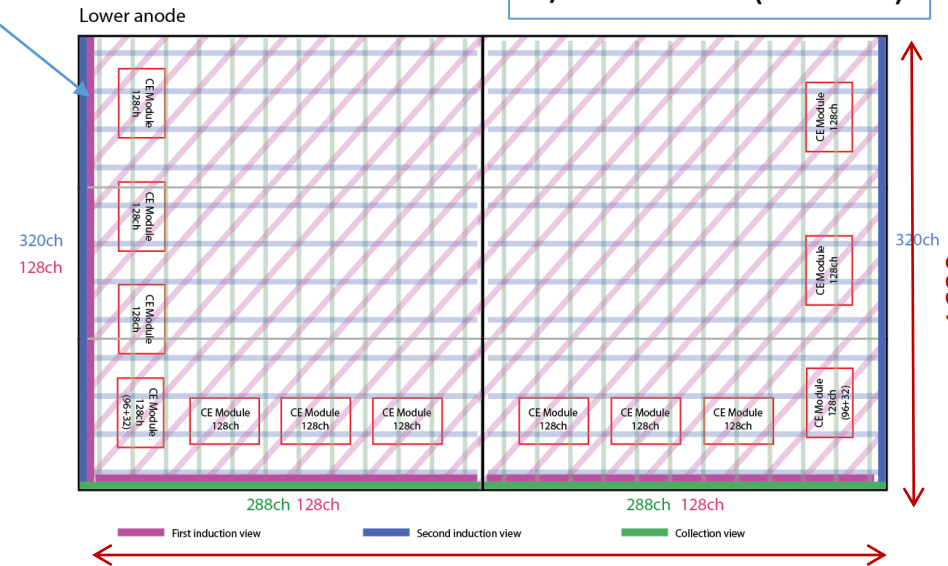 Lower anode
CE Module
128ch
CE Module
128ch
CE Module
128ch
CE Module
128ch
320ch
128ch
320ch
CE Module
128ch
CE Module
128ch
(96+32)
CE Module
128ch
CE Module
128ch
CE Module
128ch
CE Module
128ch
CE Module
128ch
CE Module
128ch
CE Module
128ch
(96+32)
288ch 128ch
288ch 128ch
First induction view
Second induction view
Collection view